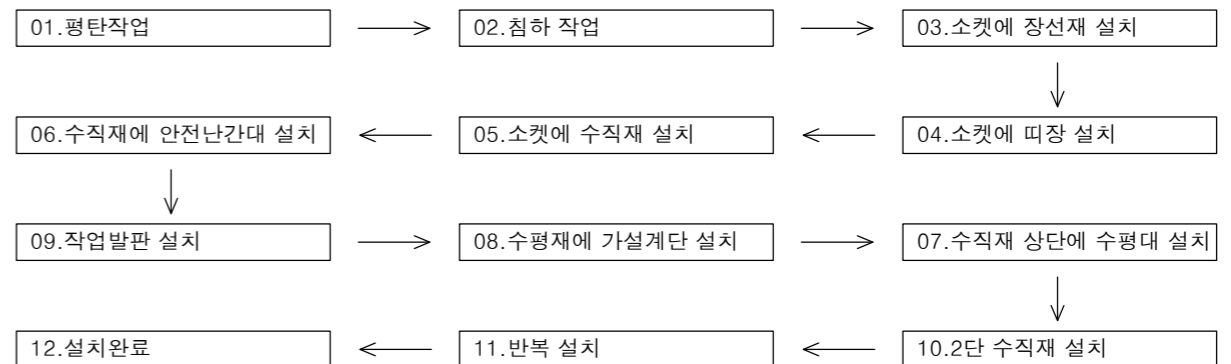 01.평탄작업
02.침하 작업
03.소켓에 장선재 설치
06.수직재에 안전난간대 설치
05.소켓에 수직재 설치
04.소켓에 띠장 설치
09.작업발판 설치
08.수평재에 가설계단 설치
07.수직재 상단에 수평대 설치
12.설치완료
11.반복 설치
10.2단 수직재 설치